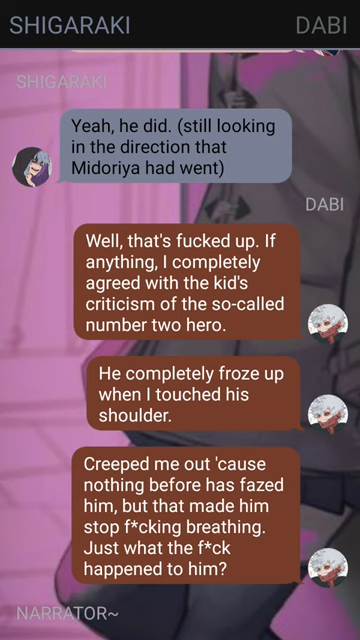 SHIGARAKI
DABI
SHIGARAKI
Yeah, he did. (still looking
in the direction that
Midoriya had went)
DABI
Well, that's fucked up. If
anything, I completely
agreed with the kid's
criticism of the so-called
number two hero.
He completely froze up
when I touched his
shoulder.
Creeped me out 'cause
nothing before has fazed
him, but that made him
stop f*cking breathing.
Just what the f*ck
happened to him?
NARRATOR~